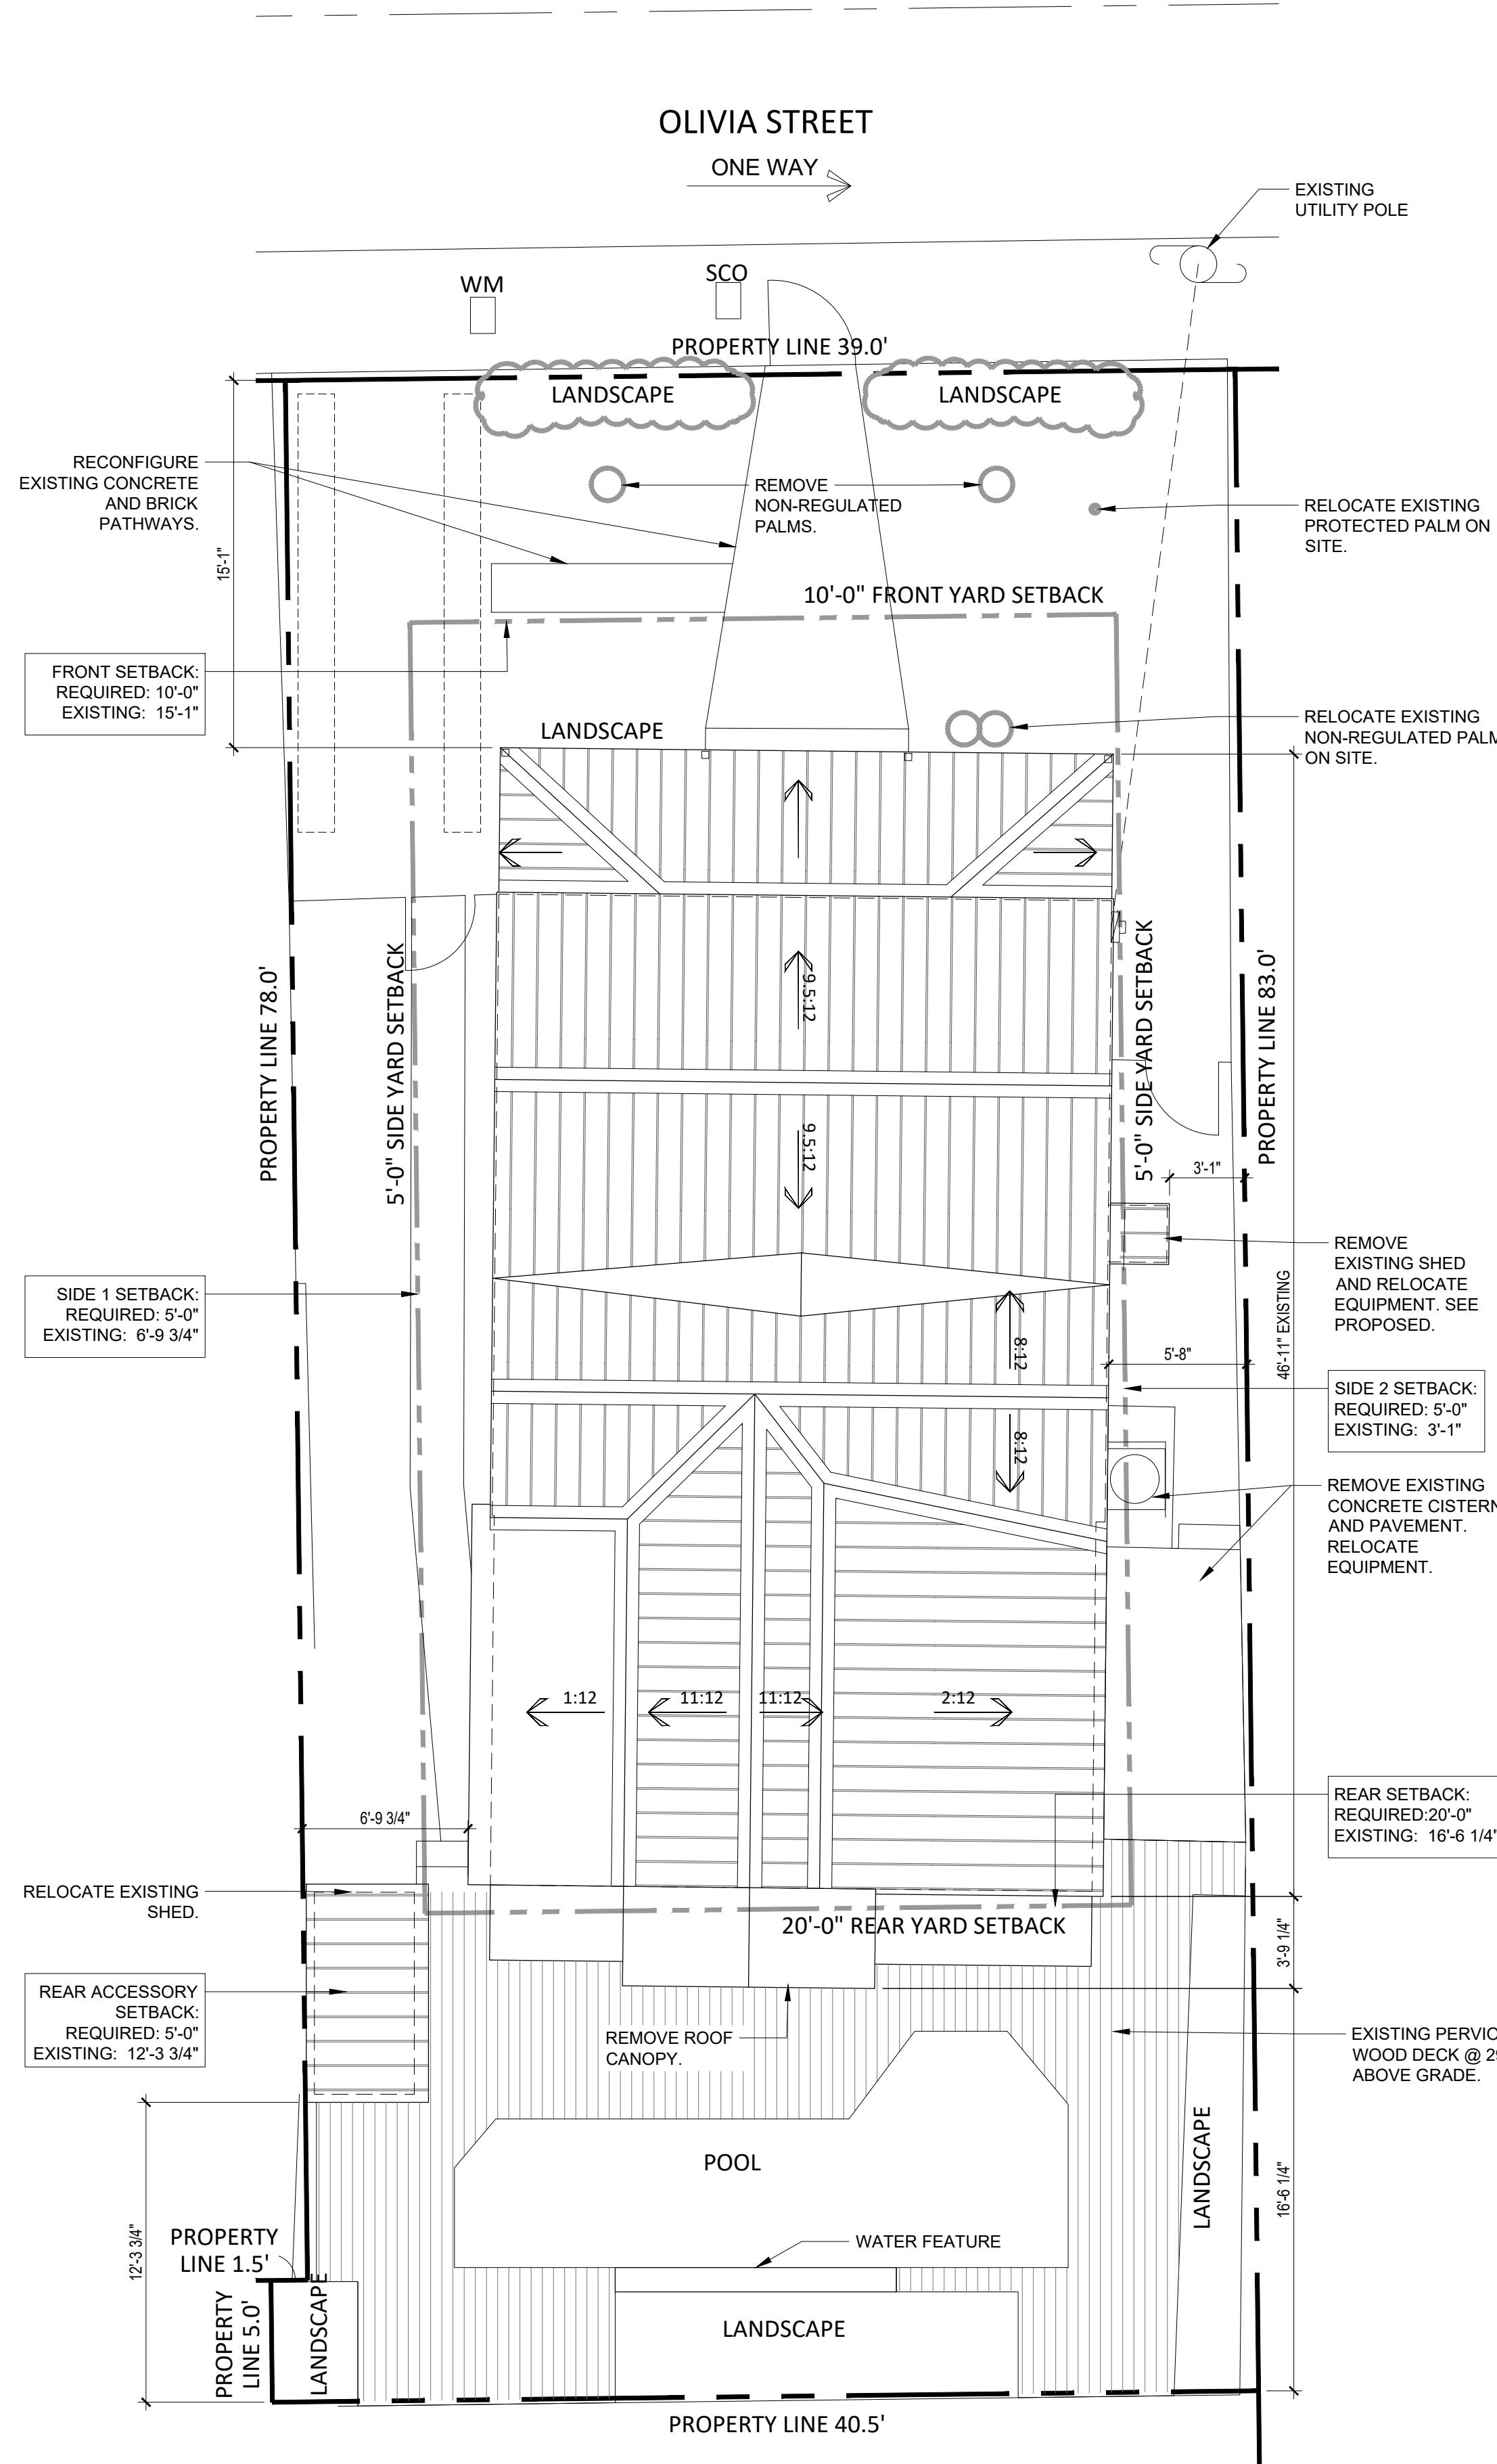 OLIVIA STREET
ONE WAY
EXISTING
UTILITY POLE
WM
SCO
PROPERTY LINE 39.0'
LANDSCAPE
LANDSCAPE
RECONFIGURE
EXISTING CONCRETE
AND BRICK
PATHWAYS.
REMOVE
NON-REGULATED
PALMS.
RELOCATE EXISTING
PROTECTED PALM ON
SITE.
15'-1"
10'-0" FRONT YARD SETBACK
FRONT SETBACK:
REQUIRED: 10'-0"
EXISTING: 15'-1"
LANDSCAPE
RELOCATE EXISTING
NON-REGULATED PALM
ON SITE.
PROPERTY LINE 78.0'
5'-0" SIDE YARD SETBACK
9.5:12
9.5:12
5'-0" SIDE YARD SETBACK
PROPERTY LINE 83.0'
3'-1"
REMOVE
EXISTING SHED
AND RELOCATE
EQUIPMENT. SEE
PROPOSED.
46'-11" EXISTING
SIDE 1 SETBACK:
REQUIRED: 5'-0"
EXISTING: 6'-9 3/4"
8:12
5'-8"
SIDE 2 SETBACK:
REQUIRED: 5'-0"
EXISTING: 3'-1"
8:12
REMOVE EXISTING
CONCRETE CISTERN
AND PAVEMENT.
RELOCATE
EQUIPMENT.
1:12
11:12
11:12
2:12
6'-9 3/4"
REAR SETBACK:
REQUIRED:20'-0"
EXISTING: 16'-6 1/4"
RELOCATE EXISTING
SHED.
20'-0" REAR YARD SETBACK
3'-9 1/4"
REAR ACCESSORY
SETBACK:
REQUIRED: 5'-0"
EXISTING: 12'-3 3/4"
REMOVE ROOF
CANOPY.
EXISTING
WOOD DECK @
ABOVE GRADE.
POOL
LANDSCAPE
16'-6 1/4"
12'-3 3/4"
PROPERTY
LINE 1.5'
WATER FEATURE
PROPERTY
LINE 5.0'
LANDSCAPE
LANDSCAPE
PROPERTY LINE 40.5'